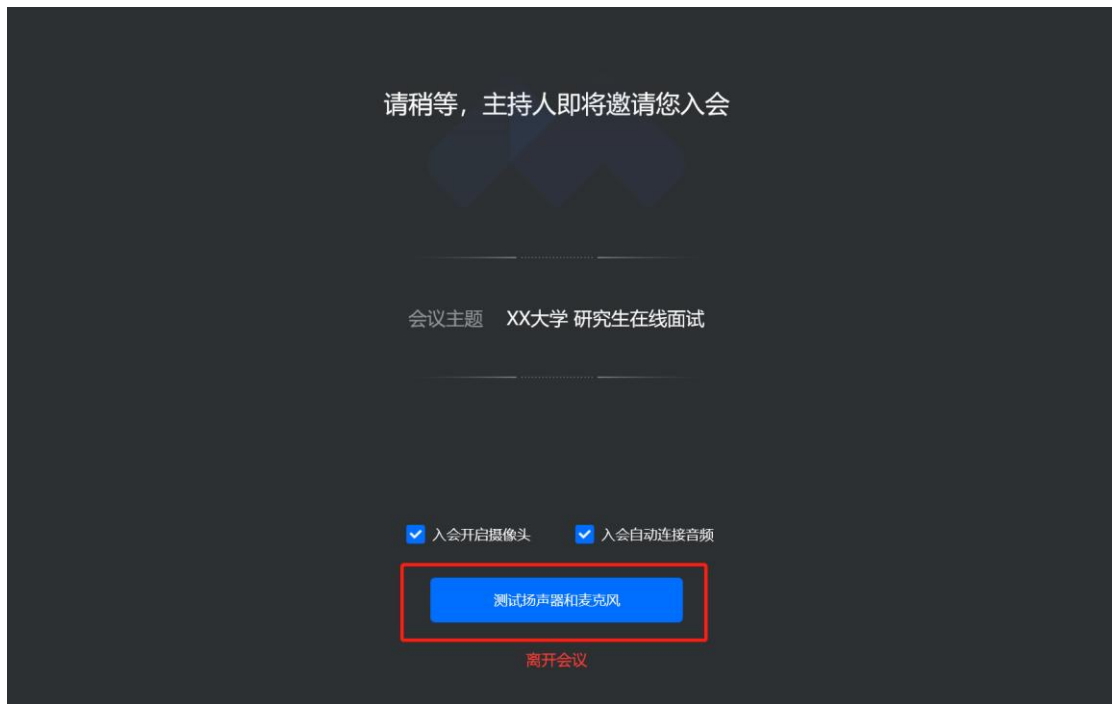 请稍等，主持人即将邀请您入会
会议主题 XX大学 研究生在线面试
入会开启摄像头 入会自动连接音频
测试扬声器和麦克风
离开会议